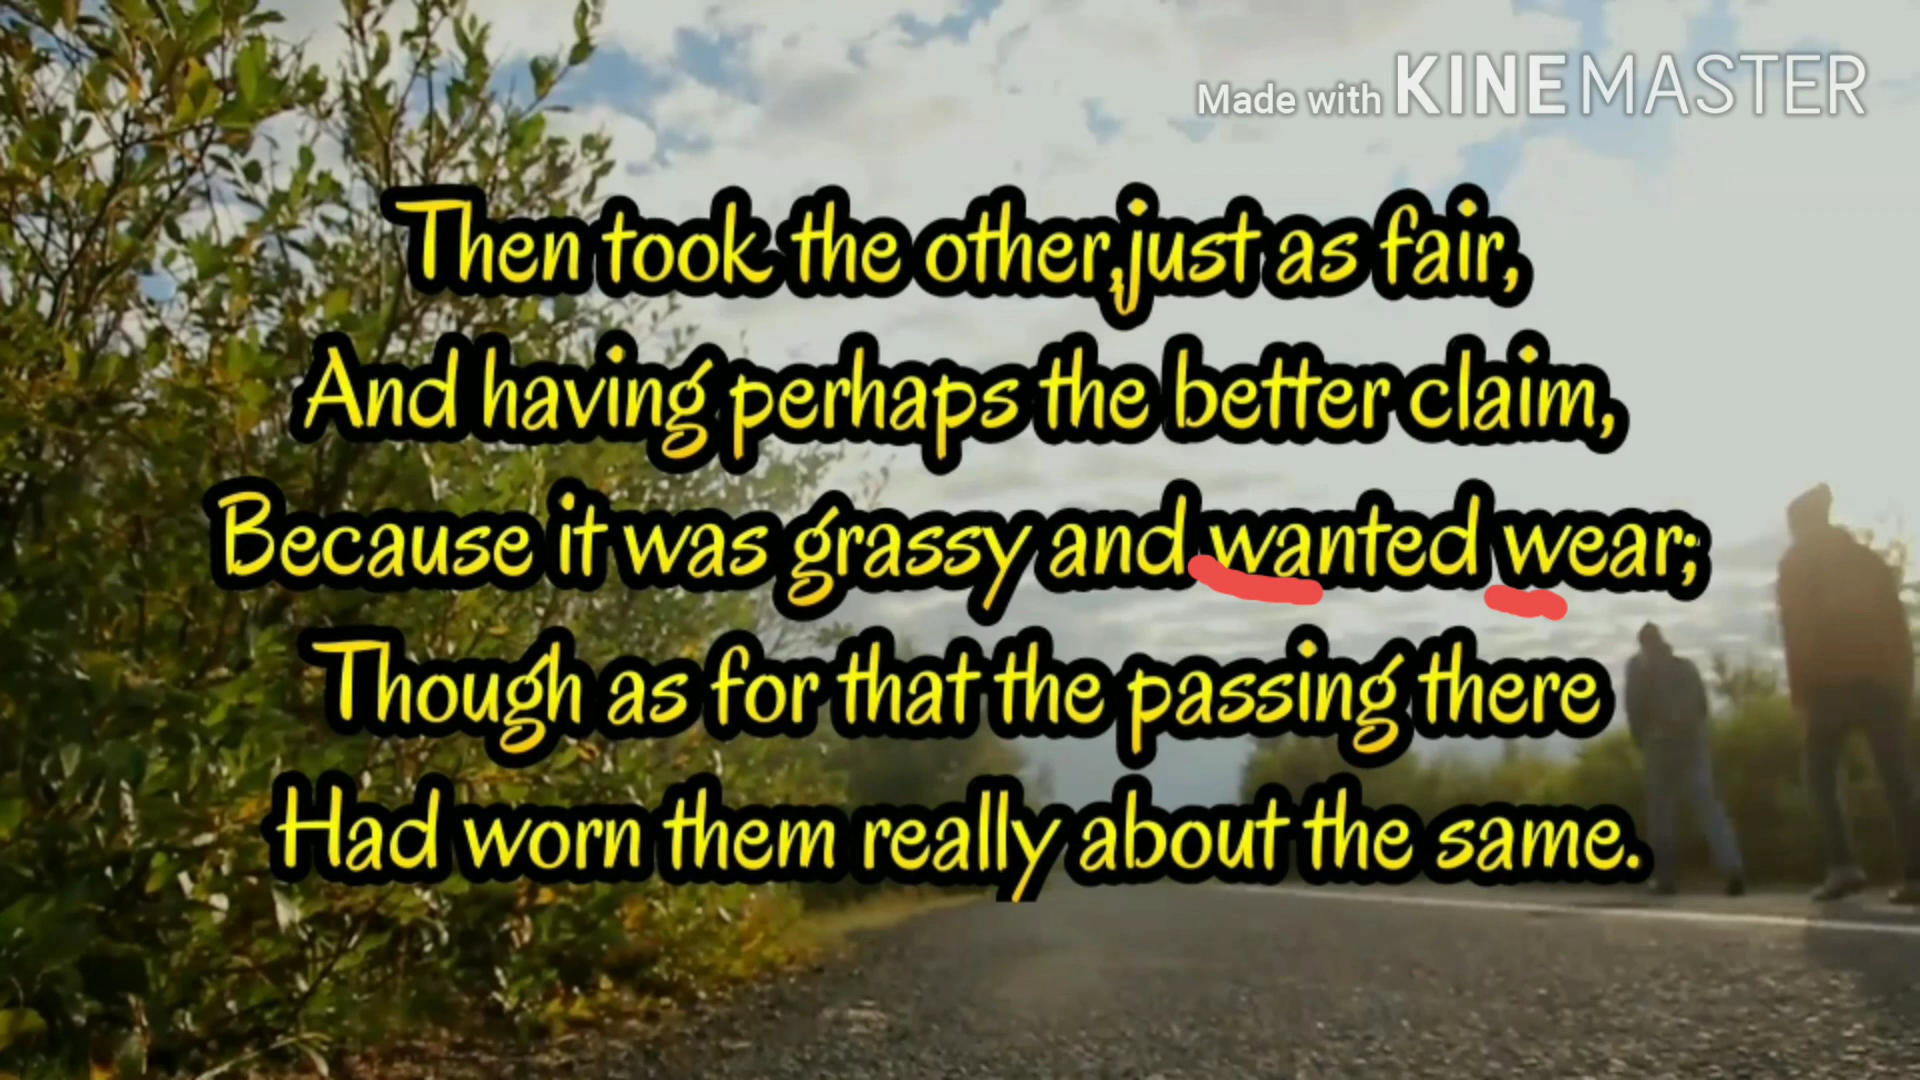 Made with KINEMASTER
Then took the other,just as fair,
And having perhaps the better claim,
Because it was grassy and wanted wear;
Though as for that the passing there
Had worn them really about the same.